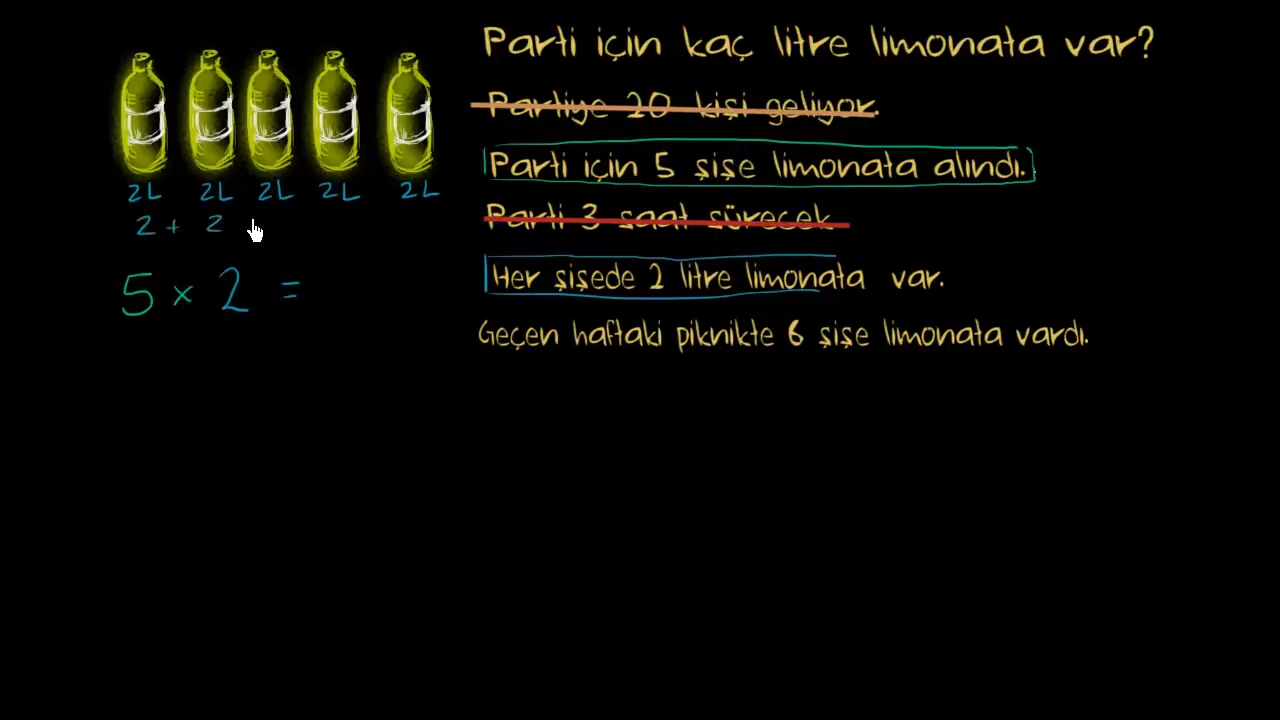 Parti için kaç litre limonata var?
Partiye 20 kişi geliyor.
Parti için 5 şişe limonata alındı.
Parti 3 saat sürecek
Her şişede 2 litre limonata var.
Geçen haftaki piknikte 6 şişe limonata vardı.
2L 2L 2L 2L 2L
2 + 2
5 × 2 =